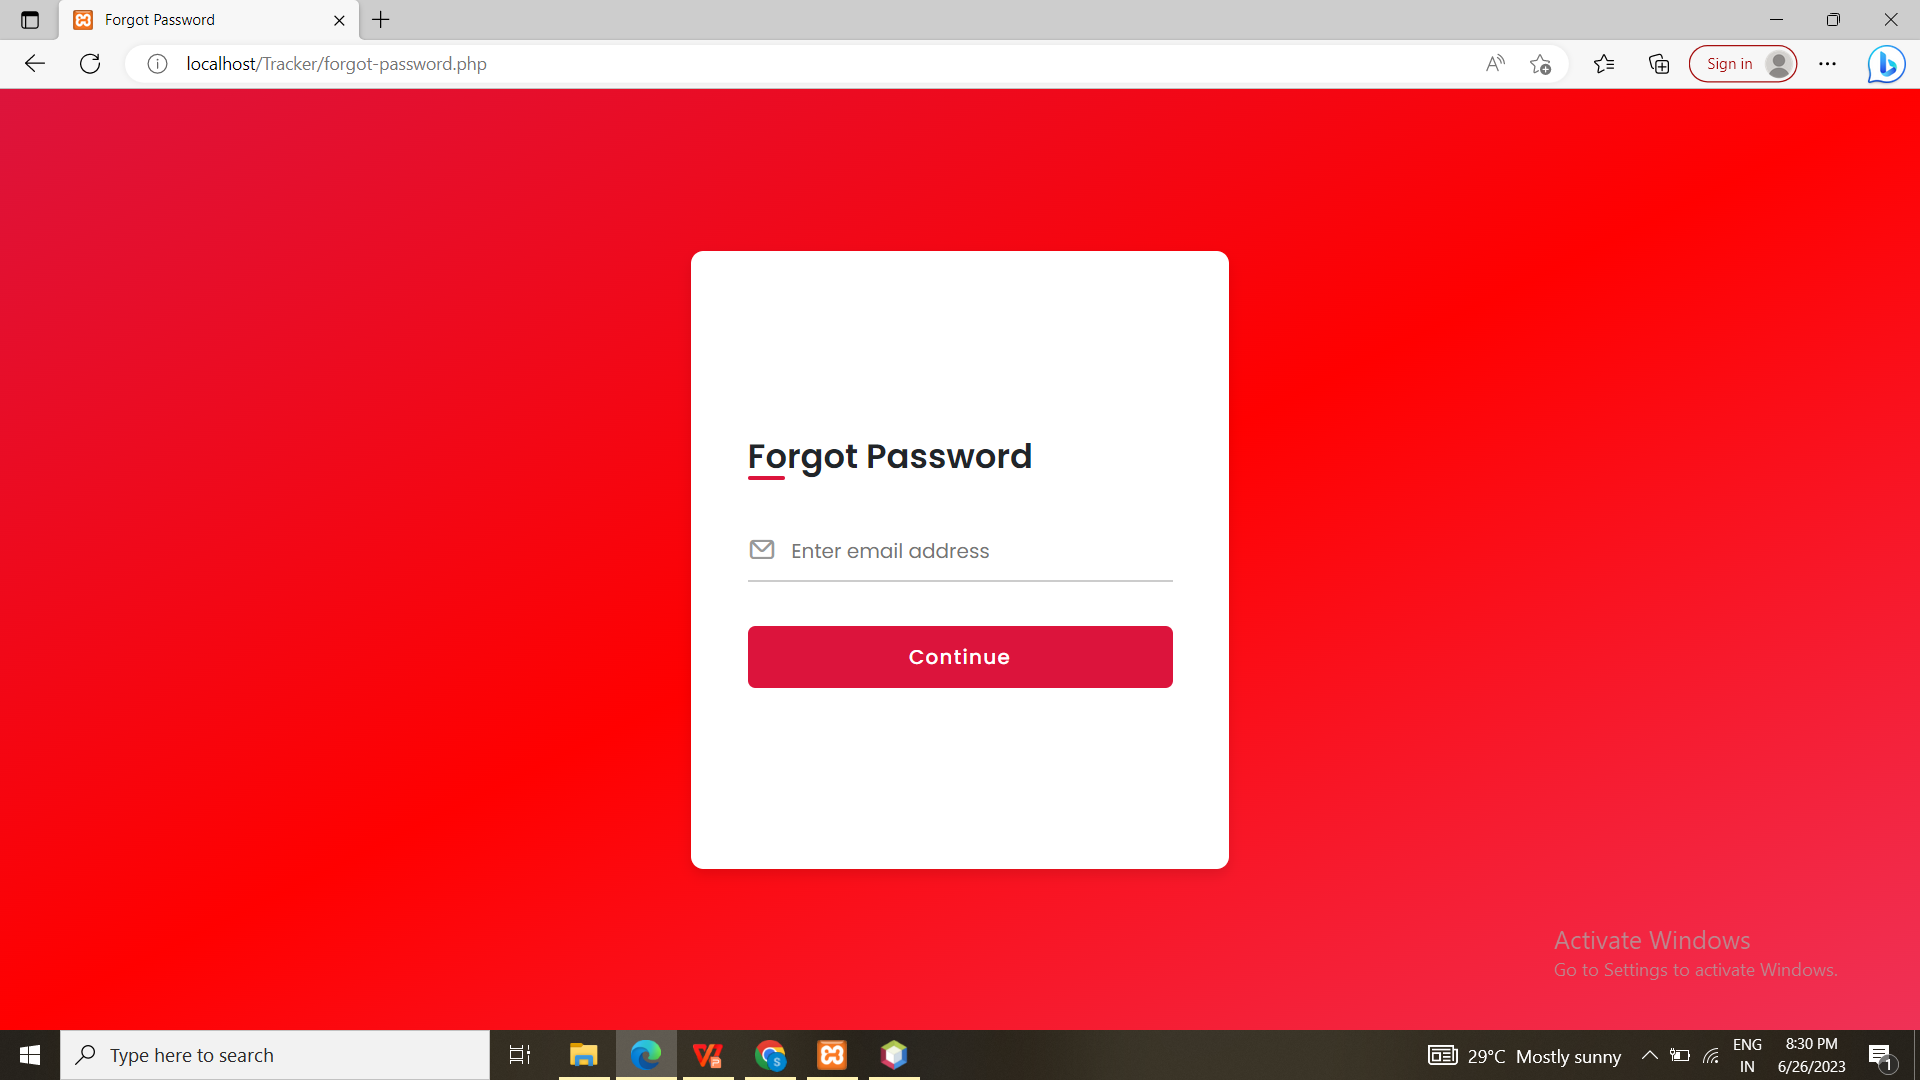 Forgot Password
localhost/Tracker/forgot-password.php
Sign in
Forgot Password
Enter email address
Continue
Activate Windows
Go to Settings to activate Windows.
Type here to search
29°C Mostly sunny
ENG
IN
8:30 PM
6/26/2023
1